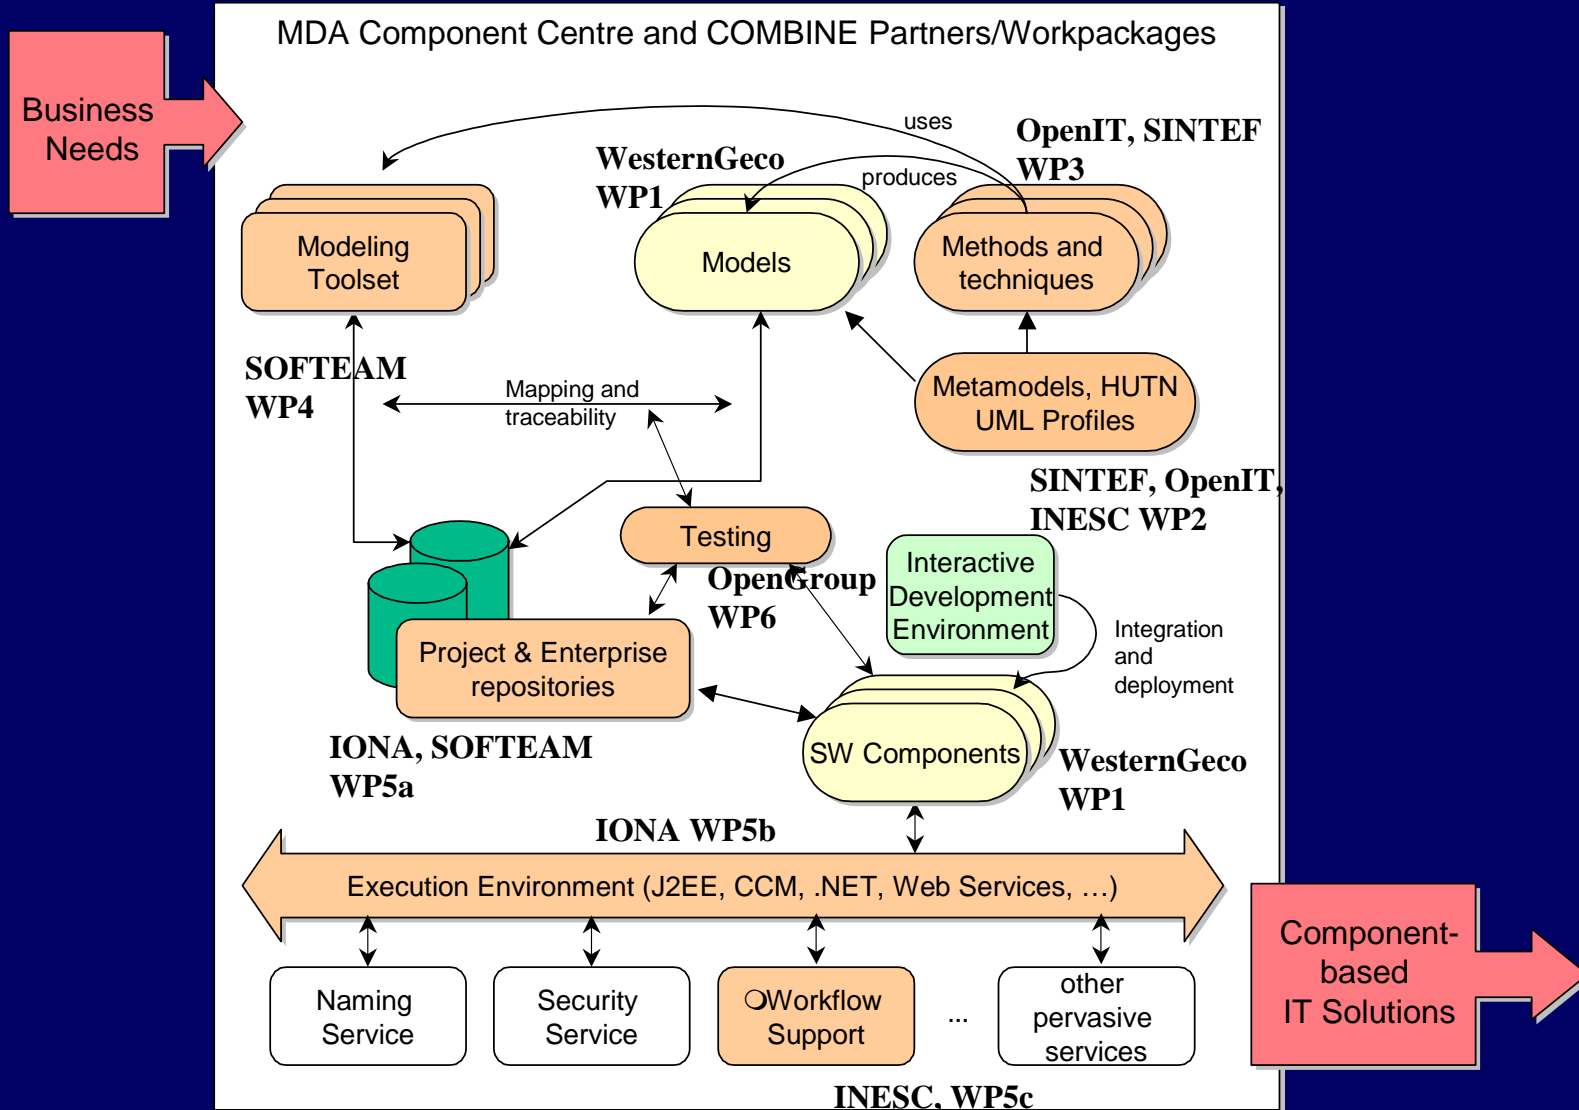 MDA Component Centre and COMBINE Partners/Workpackages
Business
Needs
uses
OpenIT, SINTEF
WP3
WesternGeco
WP1
produces
Modeling
Toolset
Models
Methods and
techniques
SOFTEAM
WP4
Mapping and
traceability
Metamodels, HUTN
UML Profiles
SINTEF, OpenIT,
INESC WP2
Testing
OpenGroup
WP6
Interactive
Development
Environment
Integration
and
deployment
Project & Enterprise
repositories
IONA, SOFTEAM
WP5a
SW Components
WesternGeco
WP1
IONA WP5b
Execution Environment (J2EE, CCM, .NET, Web Services, …)
Component-
based
IT Solutions
Naming
Service
Security
Service
❍Workflow
Support
...
other
pervasive
services
INESC, WP5c